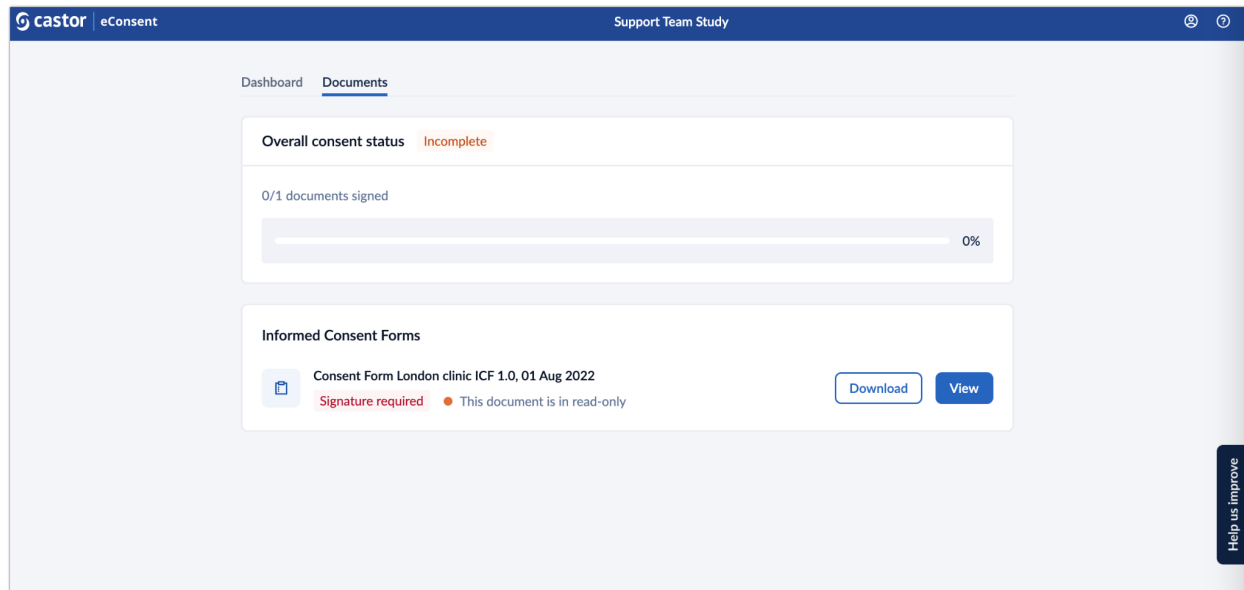 castor eConsent Support Team Study
Dashboard Documents
Overall consent status Incomplete
0/1 documents signed
0%
Informed Consent Forms
Consent Form London clinic ICF 1.0, 01 Aug 2022
Signature required This document is in read-only
Download View
Help us improve